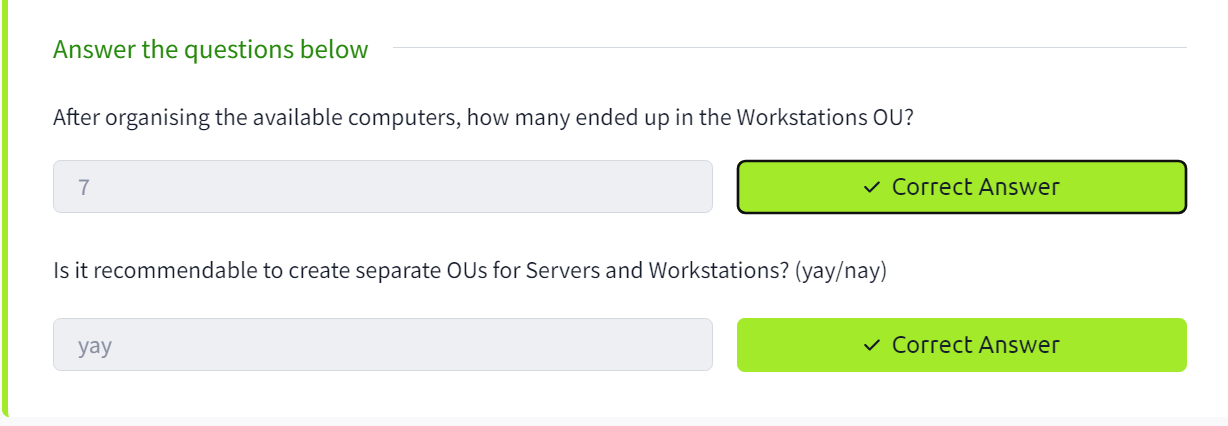 Answer the questions below
After organising the available computers, how many ended up in the Workstations OU?
7
✓ Correct Answer
Is it recommendable to create separate OUs for Servers and Workstations? (yay/nay)
yay
✓ Correct Answer